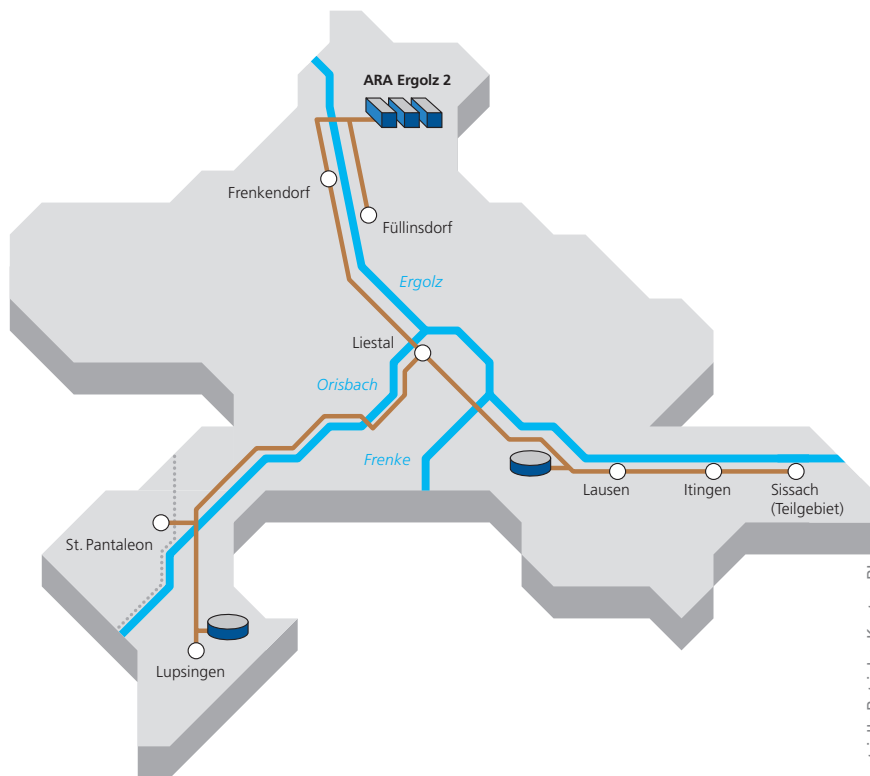 ARA Ergolz 2
Frenkendorf
Füllinsdorf
Ergolz
Liestal
Orisbach
Frenke
Lausen
Itingen
Sissach
(Teilgebiet)
St. Pantaleon
Lupsingen